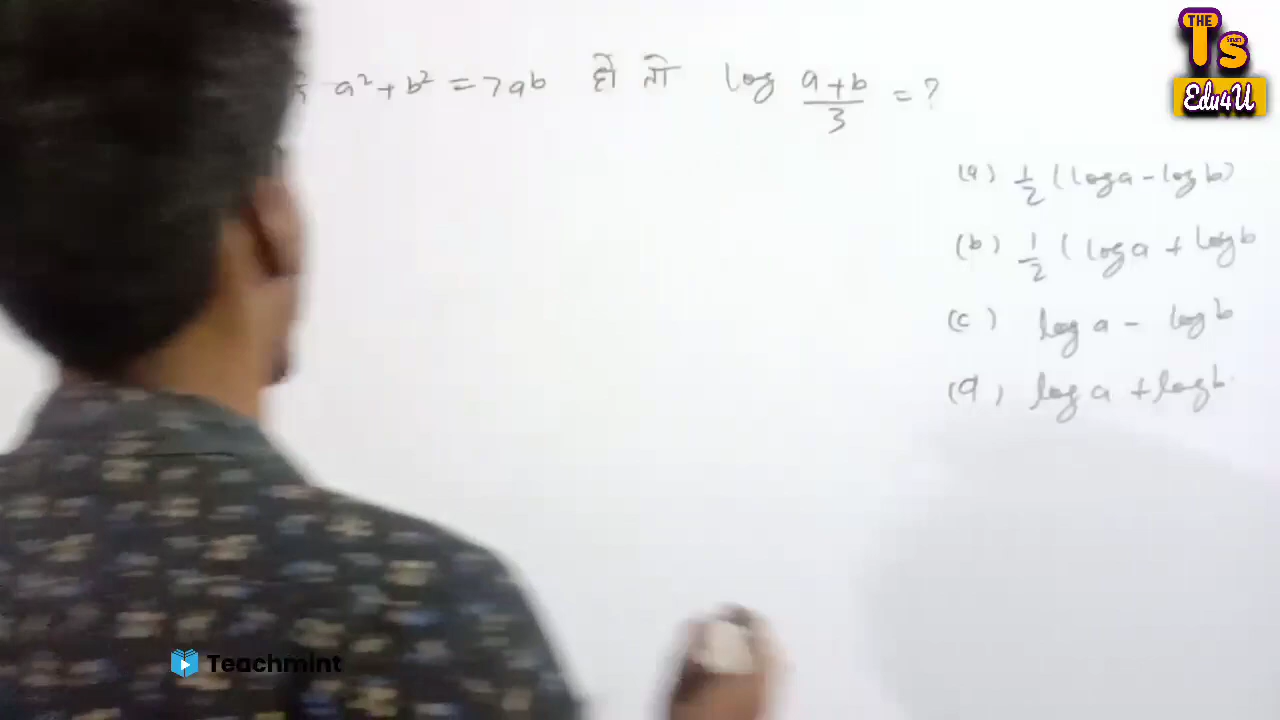 a² + b² = 7ab हो तो log (a+b)/3 = ?
(a) 1/2 (log a - log b)
(b) 1/2 (log a + log b
(c) log a - log b
(d) log a + log b
THE
TS
Edu4U
Teachmint